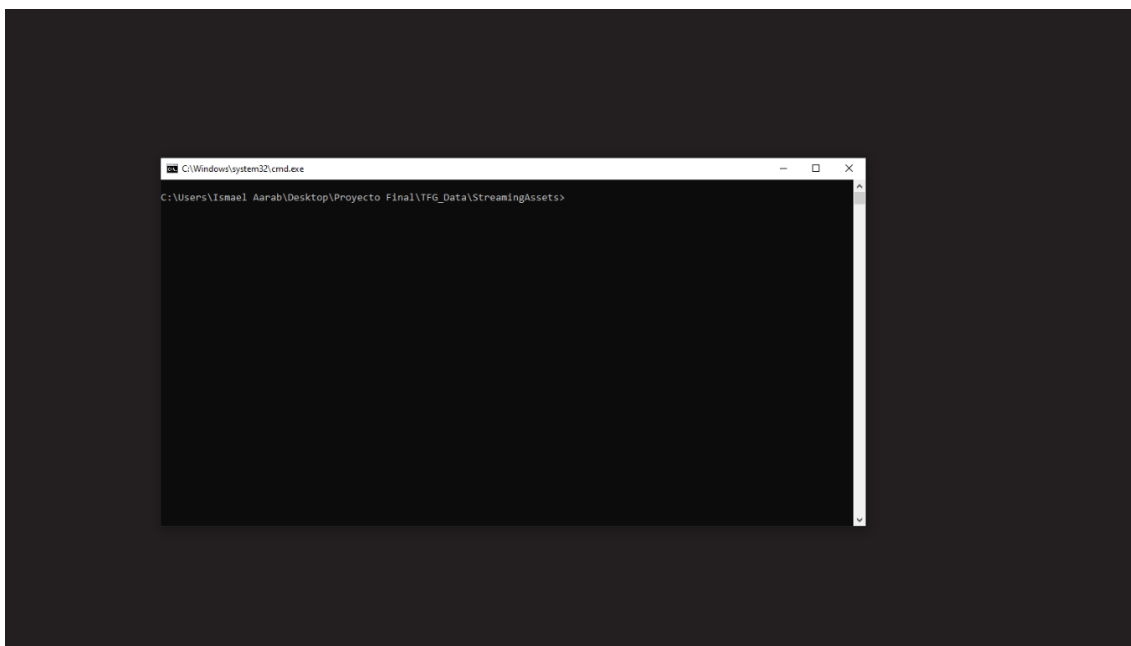 C:\Windows\system32\cmd.exe
C:\Users\Ismael Aarab\Desktop\Proyecto Final\TFG_Data\StreamingAssets>